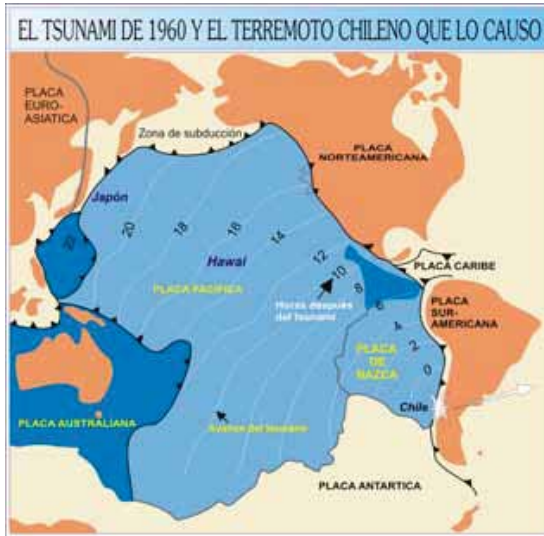 EL TSUNAMI DE 1960 Y EL TERREMOTO CHILENO QUE LO CAUSO
PLACA
EURO-
ASIATICA
Zona de subducción
PLACA
NORTEAMERICANA
Japón
22
20
18
16
14
12
10
8
6
4
2
0
Hawai
PLACA PACIFICA
Horas después
del tsunami
PLACA CARIBE
PLACA
SUR-
AMERICANA
PLACA
DE
NAZCA
Chile
PLACA AUSTRALIANA
Avance del tsunami
PLACA ANTARTICA